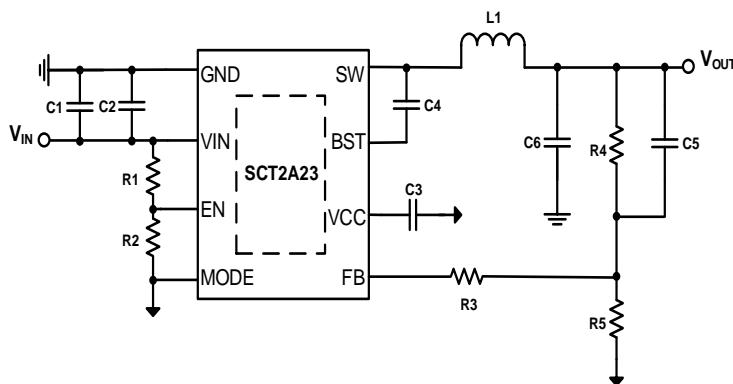 L1
GND
SW
VOUT
C1
C2
C4
VIN
VIN
BST
C6
R4
C5
SCT2A23
R1
C3
EN
VCC
R2
MODE
FB
R3
R5